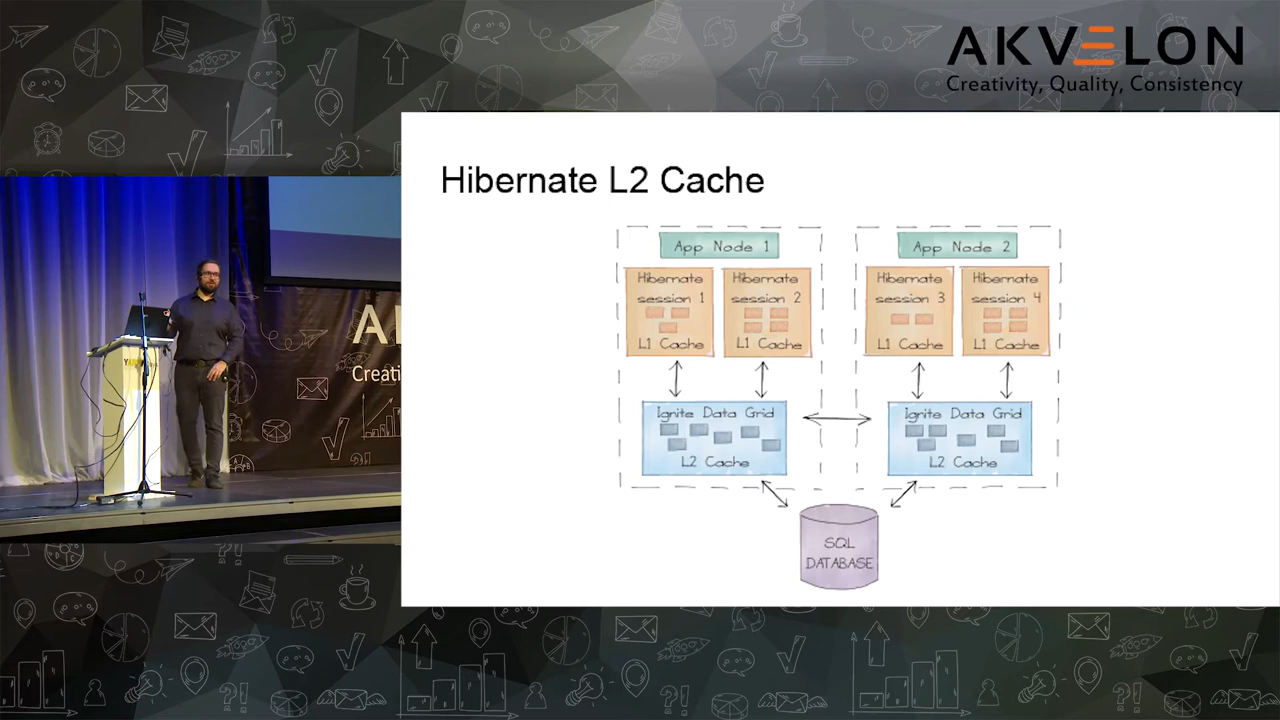 AKVELON
Creativity, Quality, Consistency
Hibernate L2 Cache
App Node 1
App Node 2
Hibernate
session 1
L1 Cache
Hibernate
session 2
L1 Cache
Hibernate
session 3
L1 Cache
Hibernate
session 4
L1 Cache
Ignite Data Grid
L2 Cache
Ignite Data Grid
L2 Cache
SQL
DATABASE
A
Creati